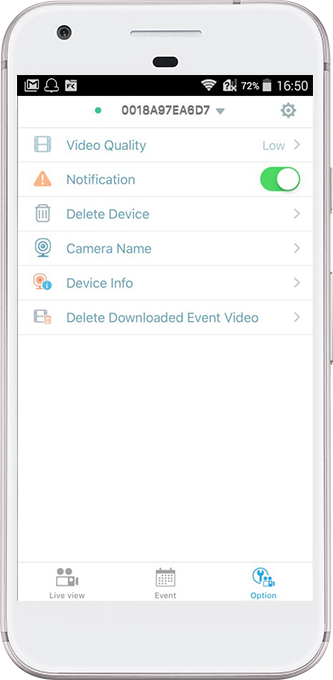 72% 16:50
0018A97EA6D7
Video Quality Low
Notification
Delete Device
Camera Name
Device Info
Delete Downloaded Event Video
Live view Event Option